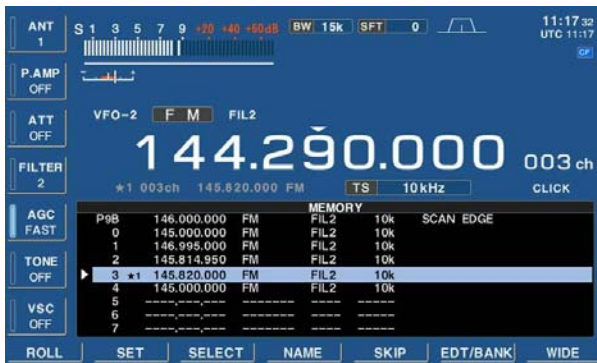 ANT
1
S 1 3 5 7 9 +20 +40 +60dB
BW 15k SFT 0
11:17 32
UTC 11:17
CF
P.AMP
OFF
ATT
OFF
VFO-2 FM FIL2
144.290.000 003 ch
★1 003ch 145.820.000 FM TS 10kHz CLICK
FILTER
2
AGC
FAST
TONE
OFF
VSC
OFF
MEMORY
P9B 146.000.000 FM FIL2 10k SCAN EDGE
0 145.000.000 FM FIL2 10k
1 146.995.000 FM FIL2 10k
2 145.814.950 FM FIL2 10k
3 ★1 145.820.000 FM FIL2 10k
4 145.000.000 FM FIL2 10k
5 ----.---.--- ------- ---- -----
6 ----.---.--- ------- ---- -----
7 ----.---.--- ------- ---- -----
ROLL SET SELECT NAME SKIP EDT/BANK WIDE